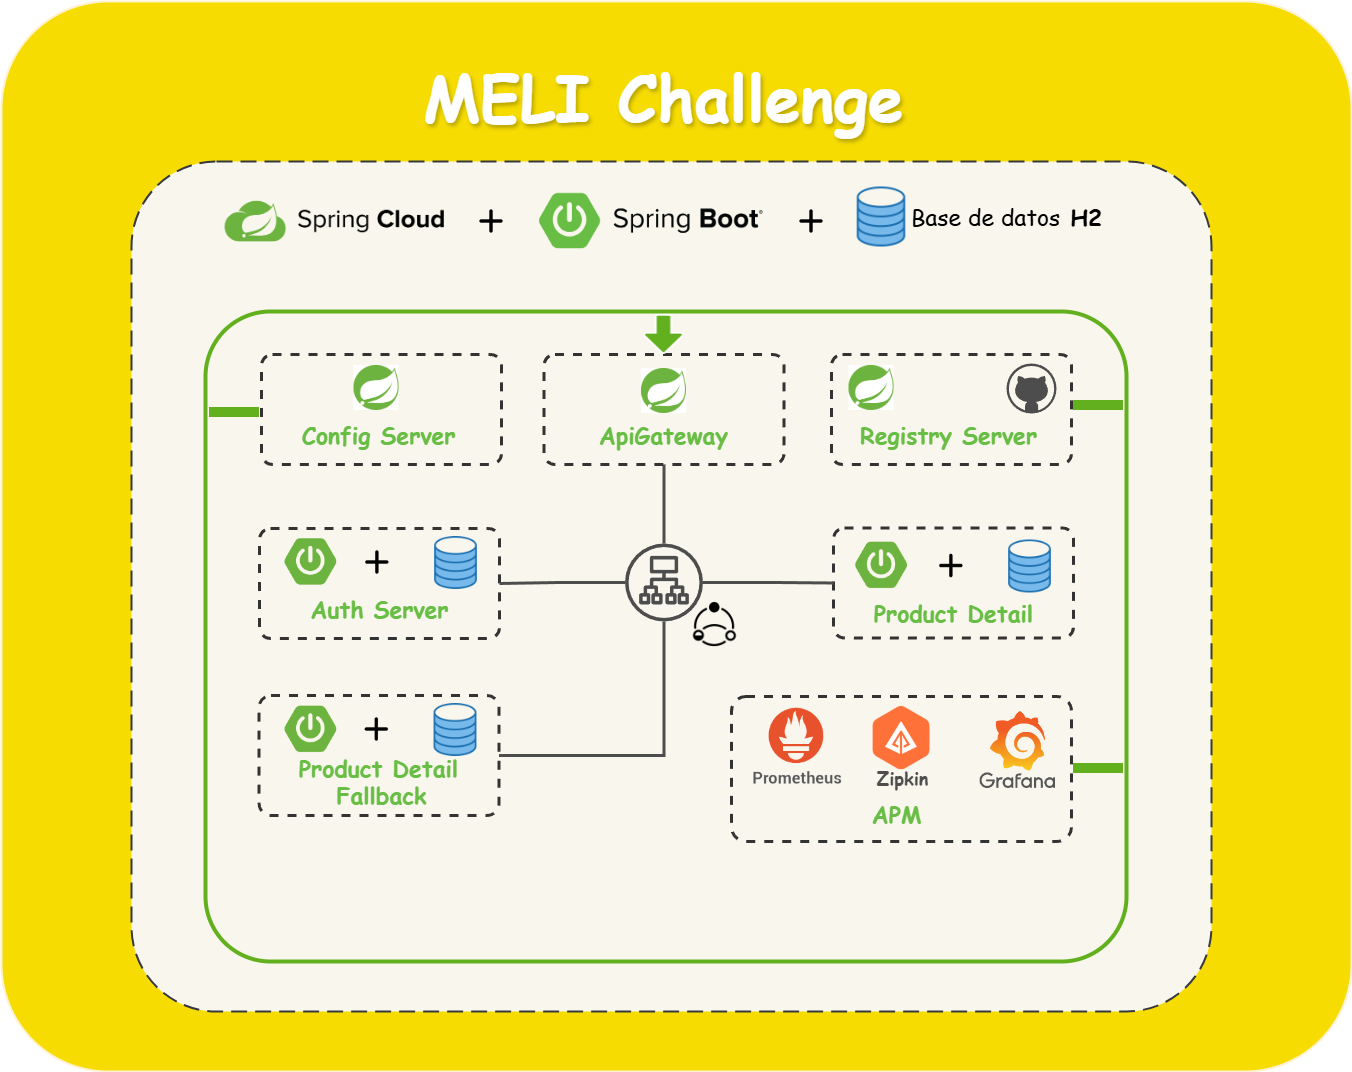 MELI Challenge
Spring Cloud + Spring Boot + Base de datos H2
Config Server
ApiGateway
Registry Server
+
Auth Server
+
Product Detail
+
Product Detail
Fallback
Prometheus
Zipkin
Grafana
APM